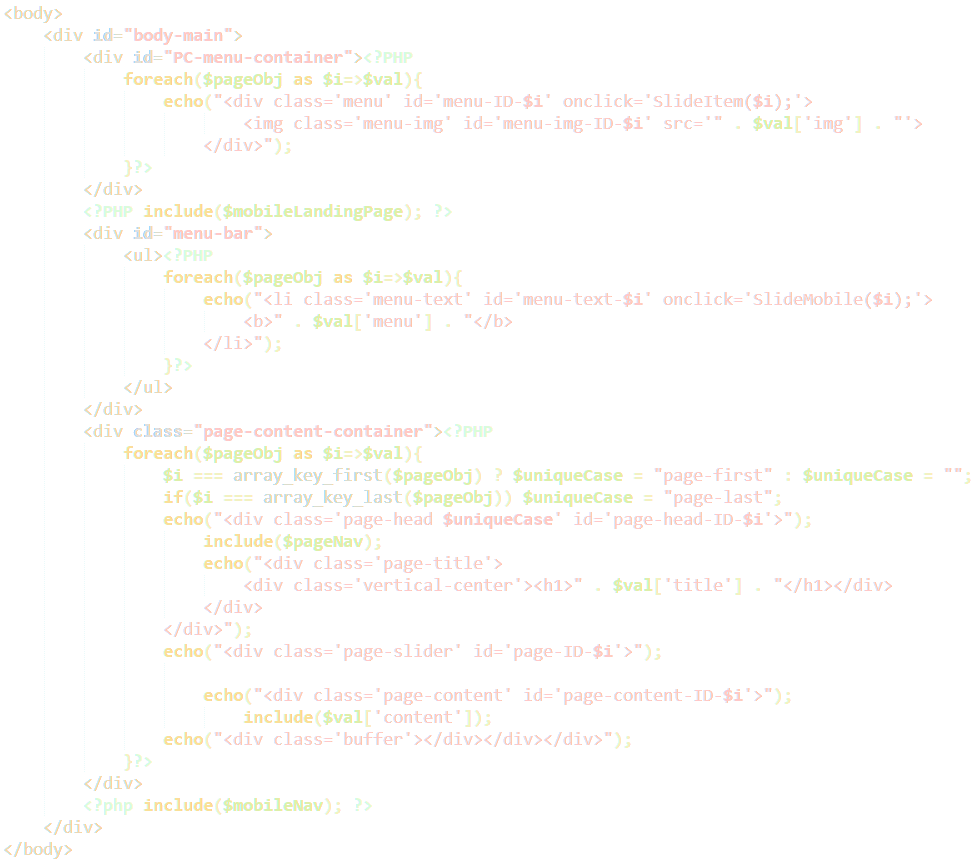 <body>
    <div id="body-main">
        <div id="PC-menu-container"><?PHP
            foreach($pageObj as $i=>$val){
                echo("<div class='menu' id='menu-ID-$i' onclick='SlideItem($i);'>
                        <img class='menu-img' id='menu-img-ID-$i' src='" . $val['img'] . "'>
                    </div>");
            }?>
        </div>
        <?PHP include($mobileLandingPage); ?>
        <div id="menu-bar">
            <ul><?PHP
                foreach($pageObj as $i=>$val){
                    echo("<li class='menu-text' id='menu-text-$i' onclick='SlideMobile($i);'>
                        <b>" . $val['menu'] . "</b>
                    </li>");
                }?>
            </ul>
        </div>
        <div class="page-content-container"><?PHP
            foreach($pageObj as $i=>$val){
                $i === array_key_first($pageObj) ? $uniqueCase = "page-first" : $uniqueCase = "";
                if($i === array_key_last($pageObj)) $uniqueCase = "page-last";
                echo("<div class='page-head $uniqueCase' id='page-head-ID-$i'>");
                    include($pageNav);
                    echo("<div class='page-title'>
                        <div class='vertical-center'><h1>" . $val['title'] . "</h1></div>
                    </div>
                </div>");
                echo("<div class='page-slider' id='page-ID-$i'>");
                    echo("<div class='page-content' id='page-content-ID-$i'>");
                        include($val['content']);
                echo("<div class='buffer'></div></div></div>");
            }?>
        </div>
        <?php include($mobileNav); ?>
    </div>
</body>